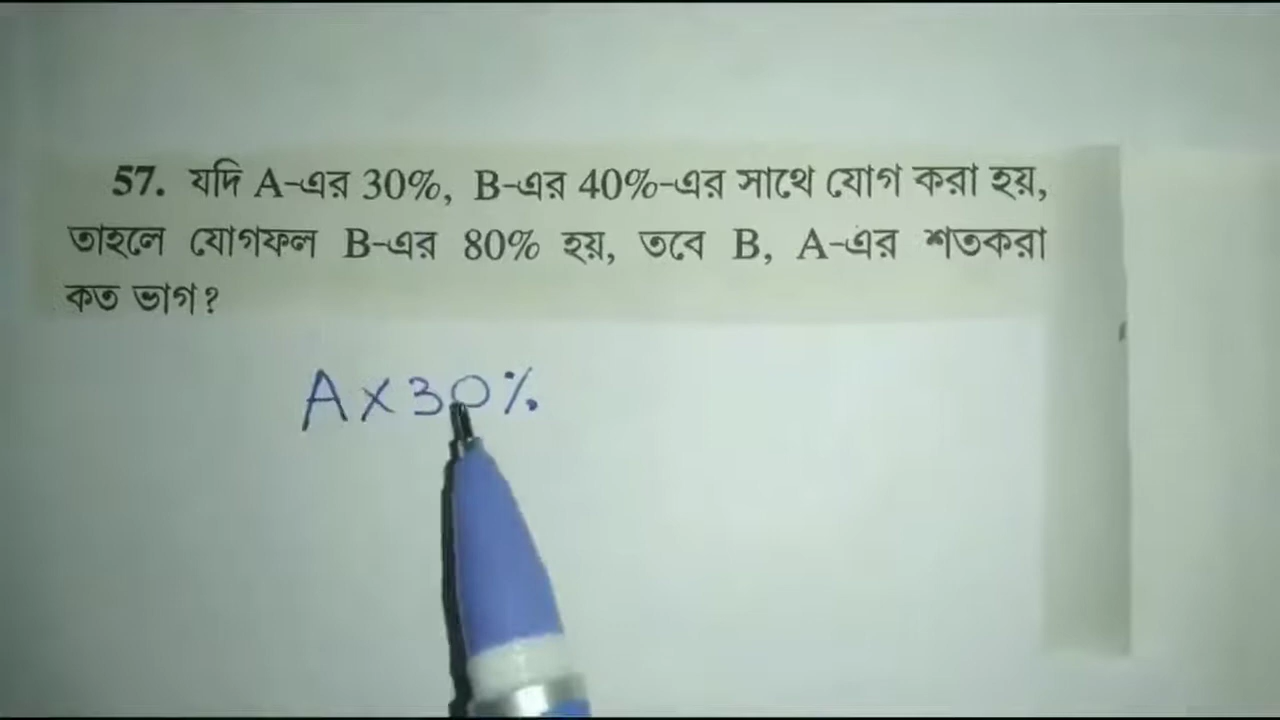 57. যদি A-এর 30%, B-এর 40%-এর সাথে যোগ করা হয়,
তাহলে যোগফল B-এর 80% হয়, তবে B, A-এর শতকরা
কত ভাগ?
A×30%